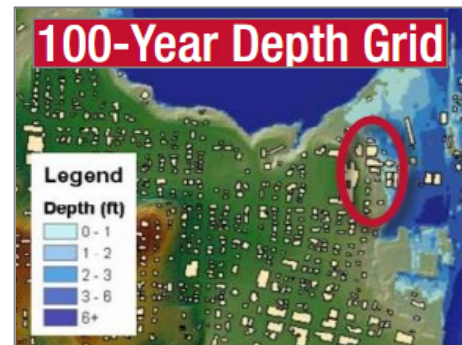 100-Year Depth Grid
Legend
Depth (ft)
0 - 1
1 - 2
2 - 3
3 - 6
6+